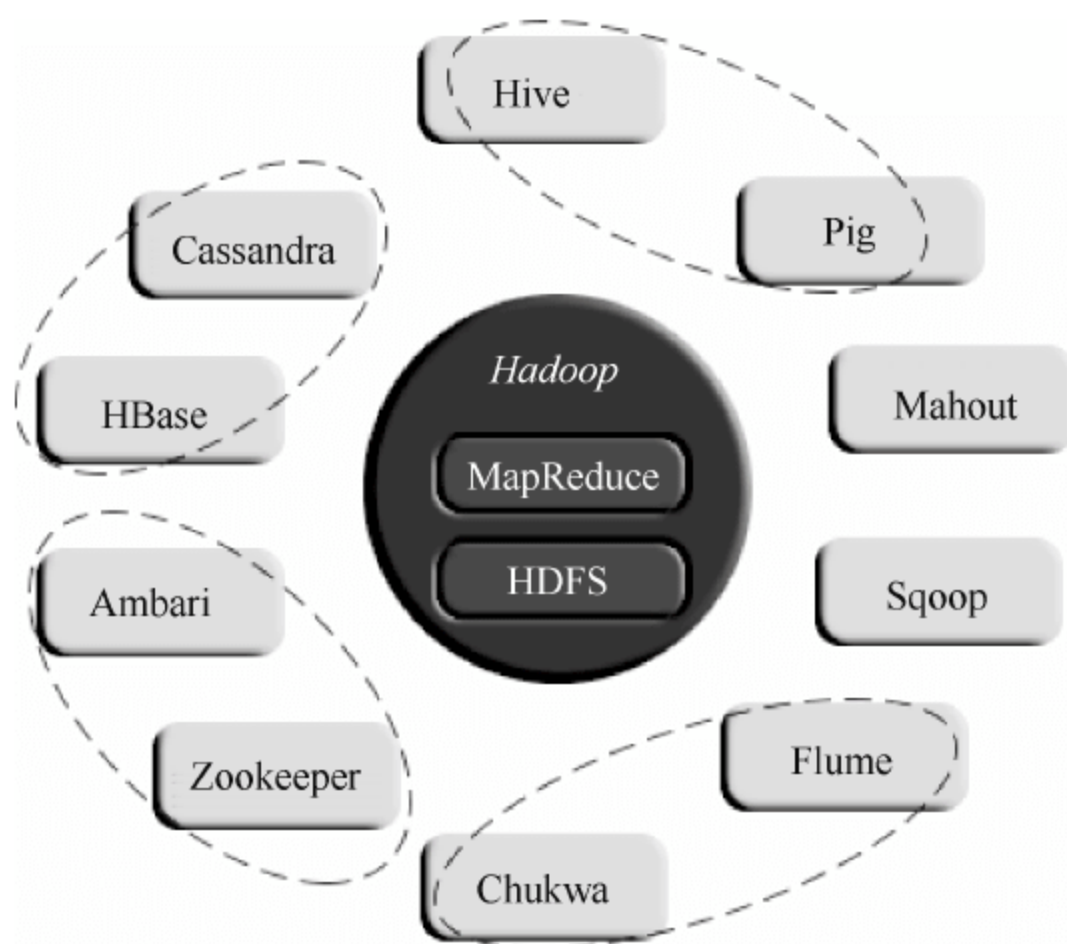 Hive
Pig
Cassandra
Hadoop
HBase
Mahout
MapReduce
HDFS
Ambari
Sqoop
Zookeeper
Flume
Chukwa